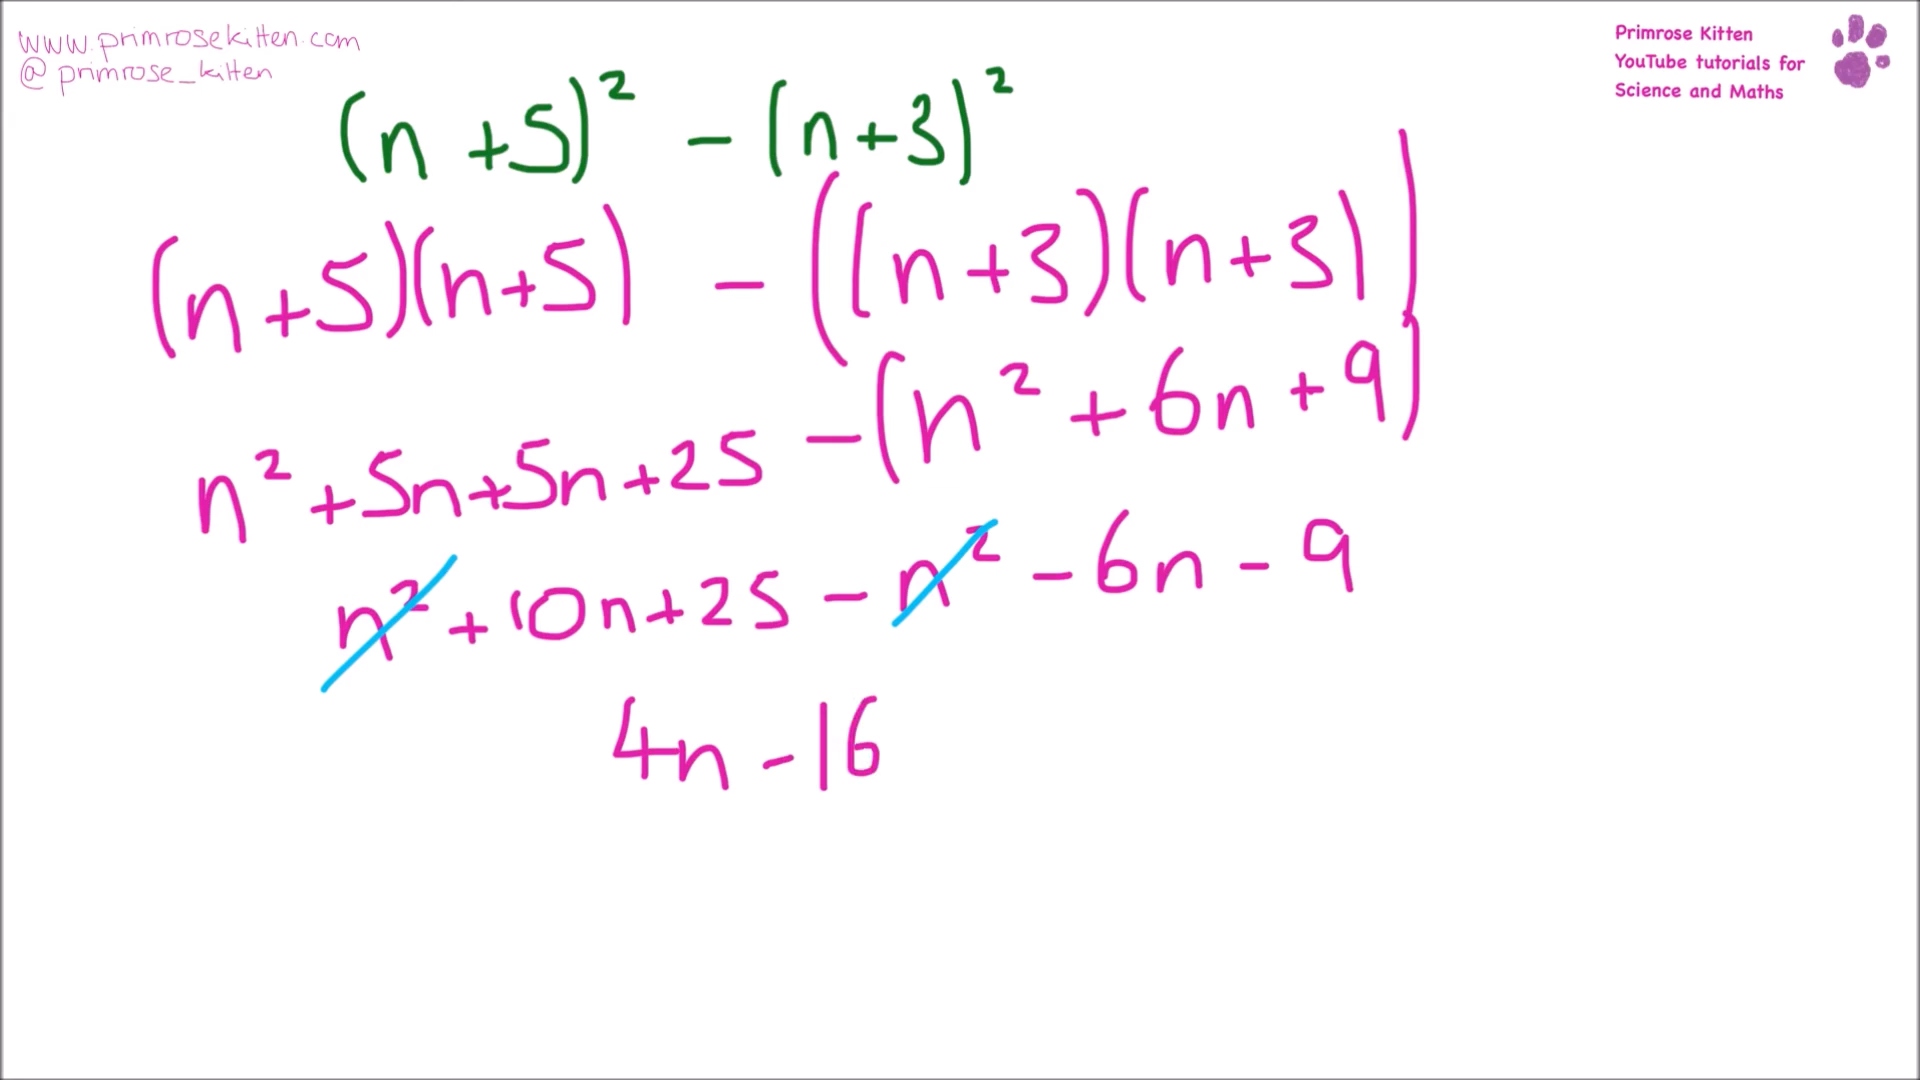 www.primrosekitten.com
@primrose_kitten
Primrose Kitten
YouTube tutorials for
Science and Maths
(n+5)² - (n+3)²
(n+5)(n+5) - ((n+3)(n+3))
n²+5n+5n+25 - (n²+6n+9)
n²+10n+25 - n² - 6n - 9
4n - 16